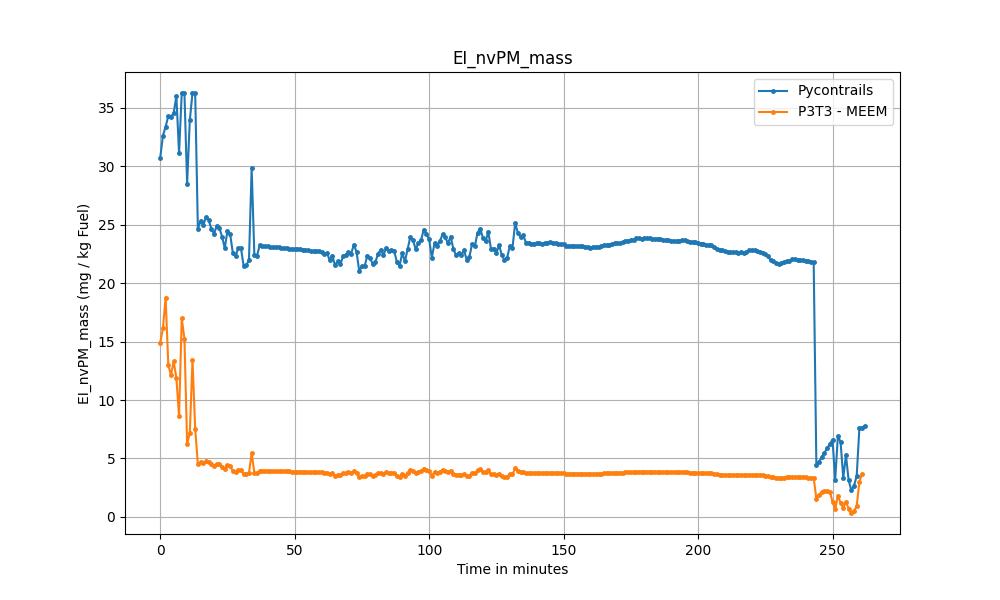 EI_nvPM_mass
Pycontrails
P3T3 - MEEM
EI_nvPM_mass (mg / kg Fuel)
35
30
25
20
15
10
5
0
0 50 100 150 200 250
Time in minutes